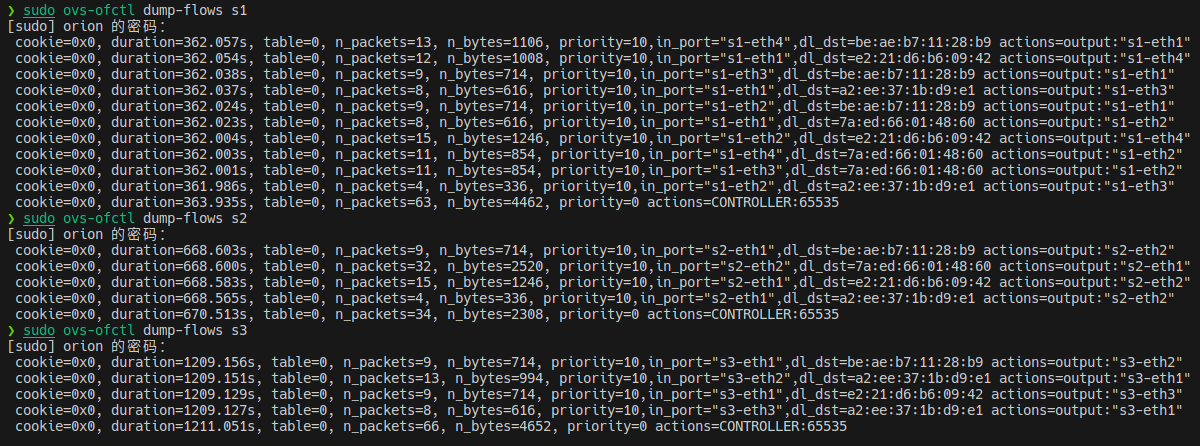 ❯ sudo ovs-ofctl dump-flows s1
[sudo] orion 的密码：
cookie=0x0, duration=362.057s, table=0, n_packets=13, n_bytes=1106, priority=10,in_port="s1-eth4",dl_dst=be:ae:b7:11:28:b9 actions=output:"s1-eth1"
cookie=0x0, duration=362.054s, table=0, n_packets=12, n_bytes=1008, priority=10,in_port="s1-eth1",dl_dst=e2:21:d6:b6:09:42 actions=output:"s1-eth4"
cookie=0x0, duration=362.038s, table=0, n_packets=9, n_bytes=714, priority=10,in_port="s1-eth3",dl_dst=be:ae:b7:11:28:b9 actions=output:"s1-eth1"
cookie=0x0, duration=362.037s, table=0, n_packets=8, n_bytes=616, priority=10,in_port="s1-eth1",dl_dst=a2:ee:37:1b:d9:e1 actions=output:"s1-eth3"
cookie=0x0, duration=362.024s, table=0, n_packets=9, n_bytes=714, priority=10,in_port="s1-eth2",dl_dst=be:ae:b7:11:28:b9 actions=output:"s1-eth1"
cookie=0x0, duration=362.023s, table=0, n_packets=8, n_bytes=616, priority=10,in_port="s1-eth1",dl_dst=7a:ed:66:01:48:60 actions=output:"s1-eth2"
cookie=0x0, duration=362.004s, table=0, n_packets=15, n_bytes=1246, priority=10,in_port="s1-eth2",dl_dst=e2:21:d6:b6:09:42 actions=output:"s1-eth4"
cookie=0x0, duration=362.003s, table=0, n_packets=11, n_bytes=854, priority=10,in_port="s1-eth4",dl_dst=7a:ed:66:01:48:60 actions=output:"s1-eth2"
cookie=0x0, duration=362.001s, table=0, n_packets=11, n_bytes=854, priority=10,in_port="s1-eth3",dl_dst=7a:ed:66:01:48:60 actions=output:"s1-eth2"
cookie=0x0, duration=361.986s, table=0, n_packets=4, n_bytes=336, priority=10,in_port="s1-eth2",dl_dst=a2:ee:37:1b:d9:e1 actions=output:"s1-eth3"
cookie=0x0, duration=363.935s, table=0, n_packets=63, n_bytes=4462, priority=0 actions=CONTROLLER:65535
❯ sudo ovs-ofctl dump-flows s2
[sudo] orion 的密码：
cookie=0x0, duration=668.603s, table=0, n_packets=9, n_bytes=714, priority=10,in_port="s2-eth1",dl_dst=be:ae:b7:11:28:b9 actions=output:"s2-eth2"
cookie=0x0, duration=668.600s, table=0, n_packets=32, n_bytes=2520, priority=10,in_port="s2-eth2",dl_dst=7a:ed:66:01:48:60 actions=output:"s2-eth1"
cookie=0x0, duration=668.583s, table=0, n_packets=15, n_bytes=1246, priority=10,in_port="s2-eth1",dl_dst=e2:21:d6:b6:09:42 actions=output:"s2-eth2"
cookie=0x0, duration=668.565s, table=0, n_packets=4, n_bytes=336, priority=10,in_port="s2-eth1",dl_dst=a2:ee:37:1b:d9:e1 actions=output:"s2-eth2"
cookie=0x0, duration=670.513s, table=0, n_packets=34, n_bytes=2308, priority=0 actions=CONTROLLER:65535
❯ sudo ovs-ofctl dump-flows s3
[sudo] orion 的密码：
cookie=0x0, duration=1209.156s, table=0, n_packets=9, n_bytes=714, priority=10,in_port="s3-eth1",dl_dst=be:ae:b7:11:28:b9 actions=output:"s3-eth2"
cookie=0x0, duration=1209.151s, table=0, n_packets=13, n_bytes=994, priority=10,in_port="s3-eth2",dl_dst=a2:ee:37:1b:d9:e1 actions=output:"s3-eth1"
cookie=0x0, duration=1209.129s, table=0, n_packets=9, n_bytes=714, priority=10,in_port="s3-eth1",dl_dst=e2:21:d6:b6:09:42 actions=output:"s3-eth3"
cookie=0x0, duration=1209.127s, table=0, n_packets=8, n_bytes=616, priority=10,in_port="s3-eth3",dl_dst=a2:ee:37:1b:d9:e1 actions=output:"s3-eth1"
cookie=0x0, duration=1211.051s, table=0, n_packets=66, n_bytes=4652, priority=0 actions=CONTROLLER:65535